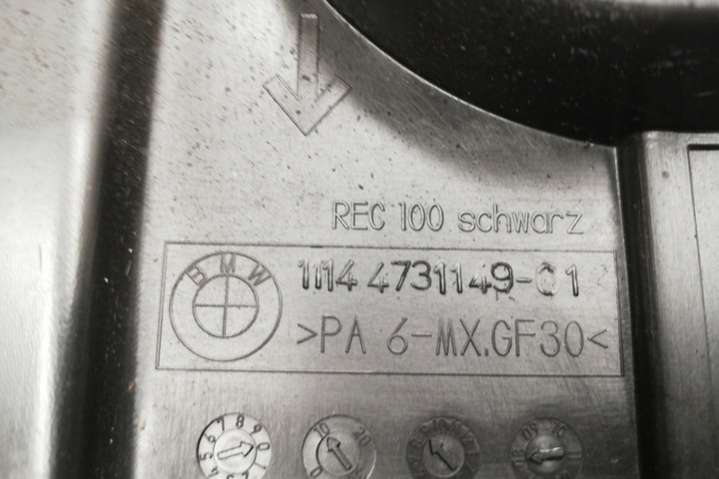 REC 100 schwarz
BMW
1114 4731149-01
>PA 6-MX.GF30<